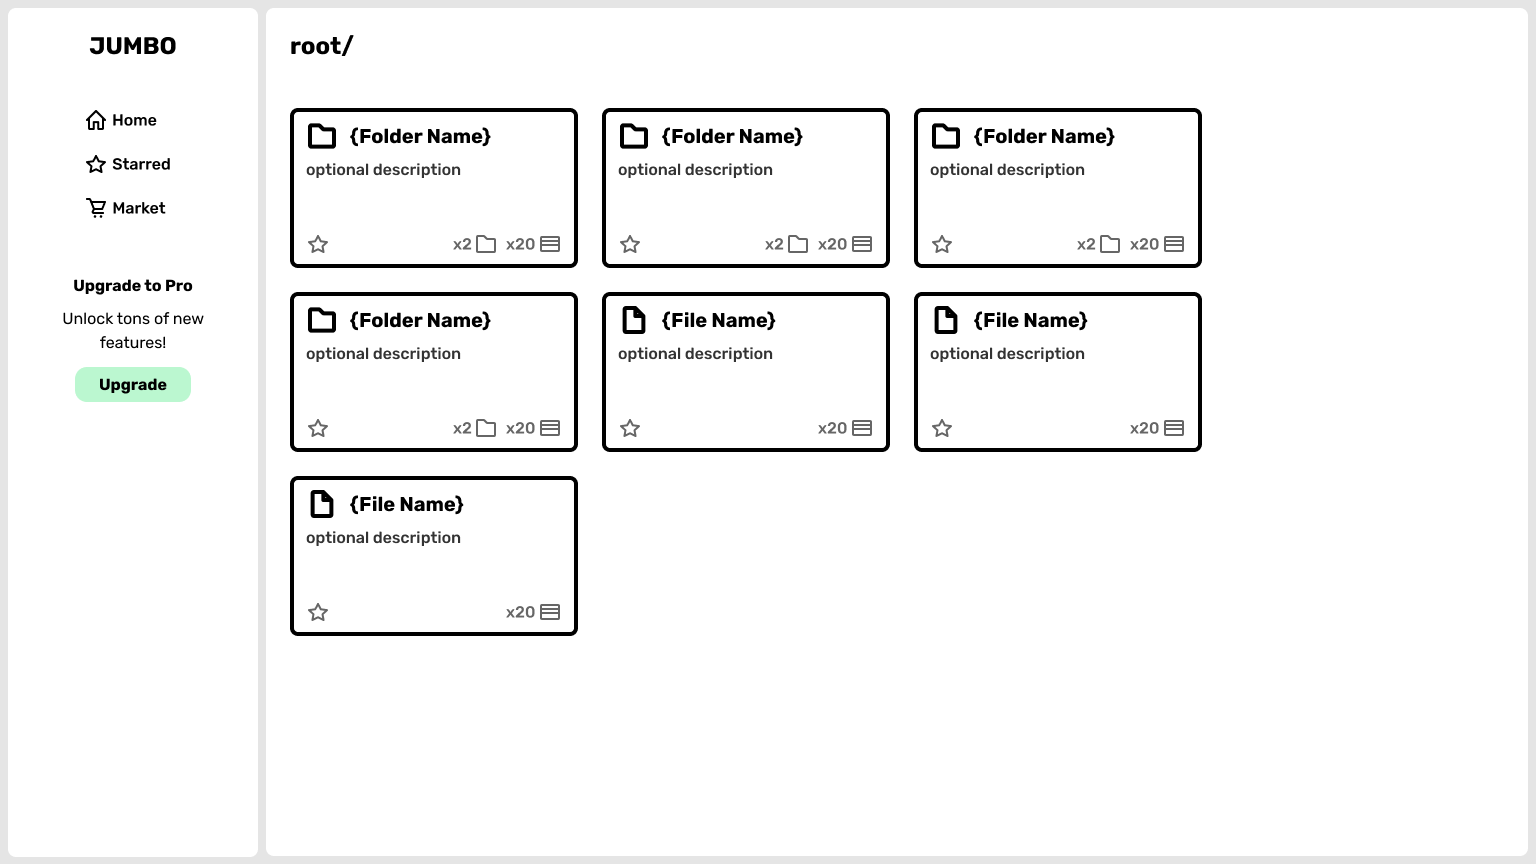 JUMBO
root/
Home
Starred
Market
Upgrade to Pro
Unlock tons of new
features!
Upgrade
{Folder Name}
optional description
x2 x20
{Folder Name}
optional description
x2 x20
{Folder Name}
optional description
x2 x20
{Folder Name}
optional description
x2 x20
{File Name}
optional description
x20
{File Name}
optional description
x20
{File Name}
optional description
x20